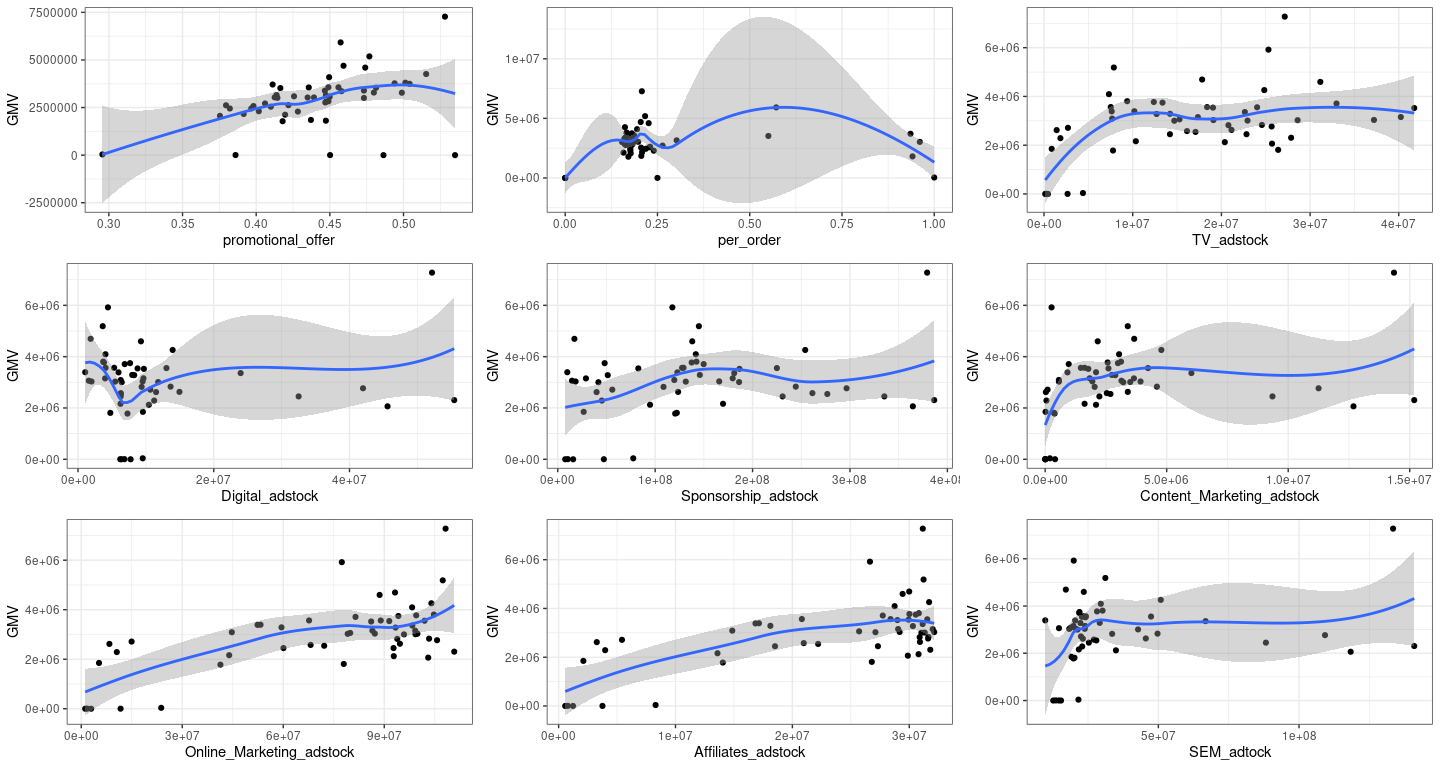 7500000
5000000
2500000
0
-2500000
GMV
0.30 0.35 0.40 0.45 0.50
promotional_offer
1e+07
5e+06
0e+00
GMV
0.00 0.25 0.50 0.75 1.00
per_order
6e+06
4e+06
2e+06
0e+00
GMV
0e+00 1e+07 2e+07 3e+07 4e+07
TV_adstock
6e+06
4e+06
2e+06
0e+00
GMV
0e+00 2e+07 4e+07
Digital_adstock
6e+06
4e+06
2e+06
0e+00
GMV
0e+00 1e+08 2e+08 3e+08 4e+08
Sponsorship_adstock
6e+06
4e+06
2e+06
0e+00
GMV
0.0e+00 5.0e+06 1.0e+07 1.5e+07
Content_Marketing_adstock
6e+06
4e+06
2e+06
0e+00
GMV
0e+00 3e+07 6e+07 9e+07
Online_Marketing_adstock
6e+06
4e+06
2e+06
0e+00
GMV
0e+00 1e+07 2e+07 3e+07
Affiliates_adstock
6e+06
4e+06
2e+06
0e+00
GMV
5e+07 1e+08
SEM_adtock